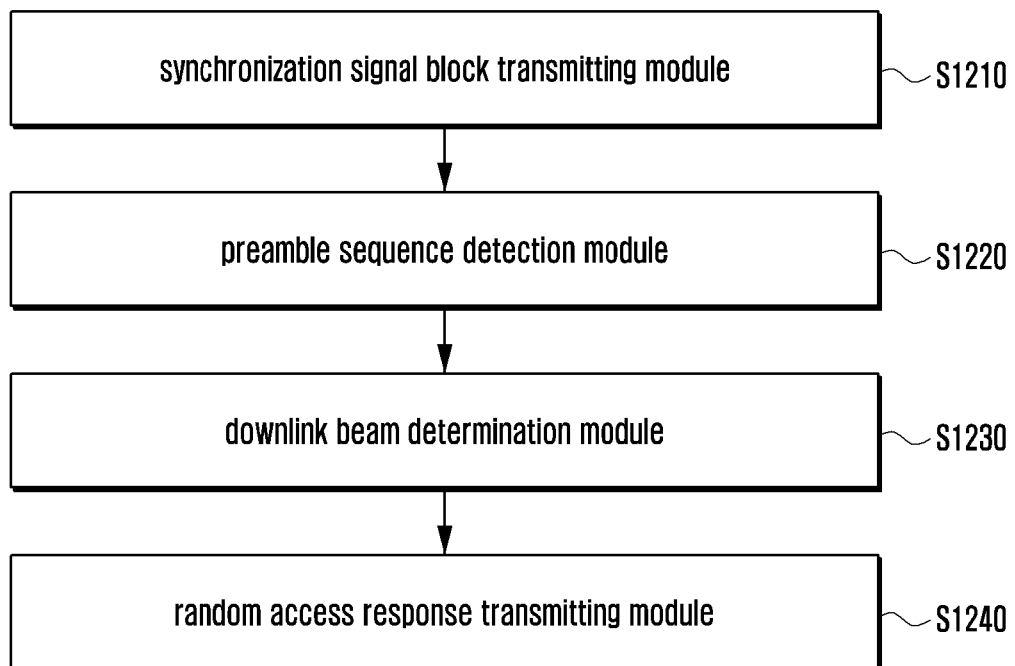 synchronization signal block transmitting module S1210
preamble sequence detection module S1220
downlink beam determination module S1230
random access response transmitting module S1240